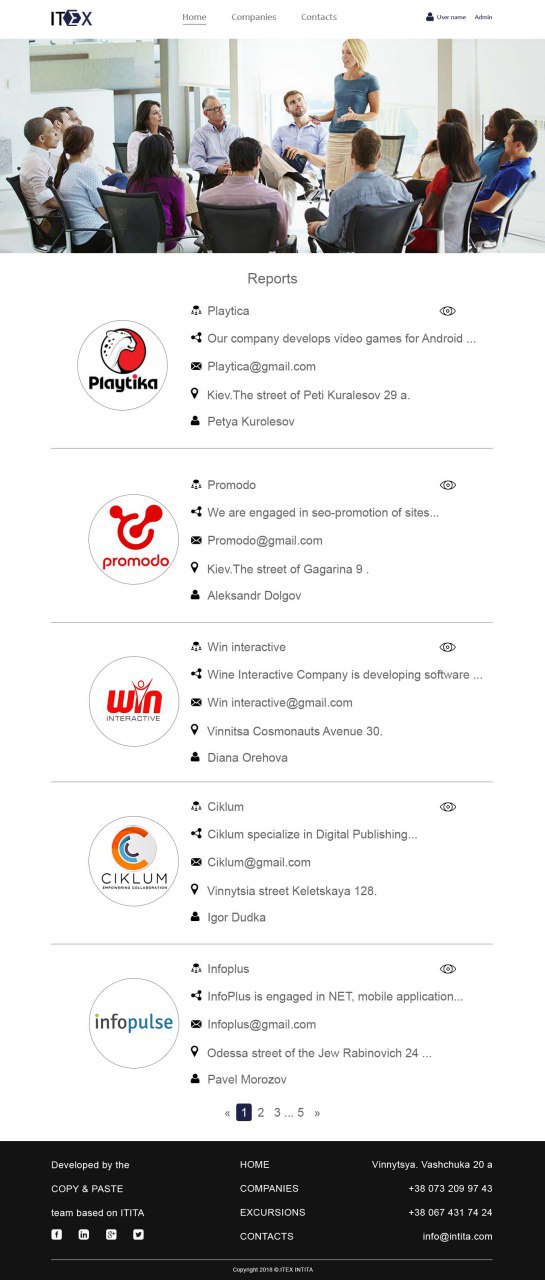 ITEX
Home Companies Contacts
User name Admin
Reports
Playtika
Playtica
Our company develops video games for Android ...
Playtica@gmail.com
Kiev.The street of Peti Kuralesov 29 a.
Petya Kurolesov
promodo
Promodo
We are engaged in seo-promotion of sites...
Promodo@gmail.com
Kiev.The street of Gagarina 9 .
Aleksandr Dolgov
win
INTERACTIVE
Win interactive
Wine Interactive Company is developing software ...
Win interactive@gmail.com
Vinnitsa Cosmonauts Avenue 30.
Diana Orehova
CIKLUM
EMPOWERING COLLABORATION
Ciklum
Ciklum specialize in Digital Publishing...
Ciklum@gmail.com
Vinnytsia street Keletskaya 128.
Igor Dudka
infopulse
Infoplus
InfoPlus is engaged in NET, mobile application...
Infoplus@gmail.com
Odessa street of the Jew Rabinovich 24 ...
Pavel Morozov
« 1 2 3 ... 5 »
Developed by the
COPY & PASTE
team based on ITITA
HOME
COMPANIES
EXCURSIONS
CONTACTS
Vinnytsya. Vashchuka 20 a
+38 073 209 97 43
+38 067 431 74 24
info@intita.com
Copyright 2018 © ITEX INTITA